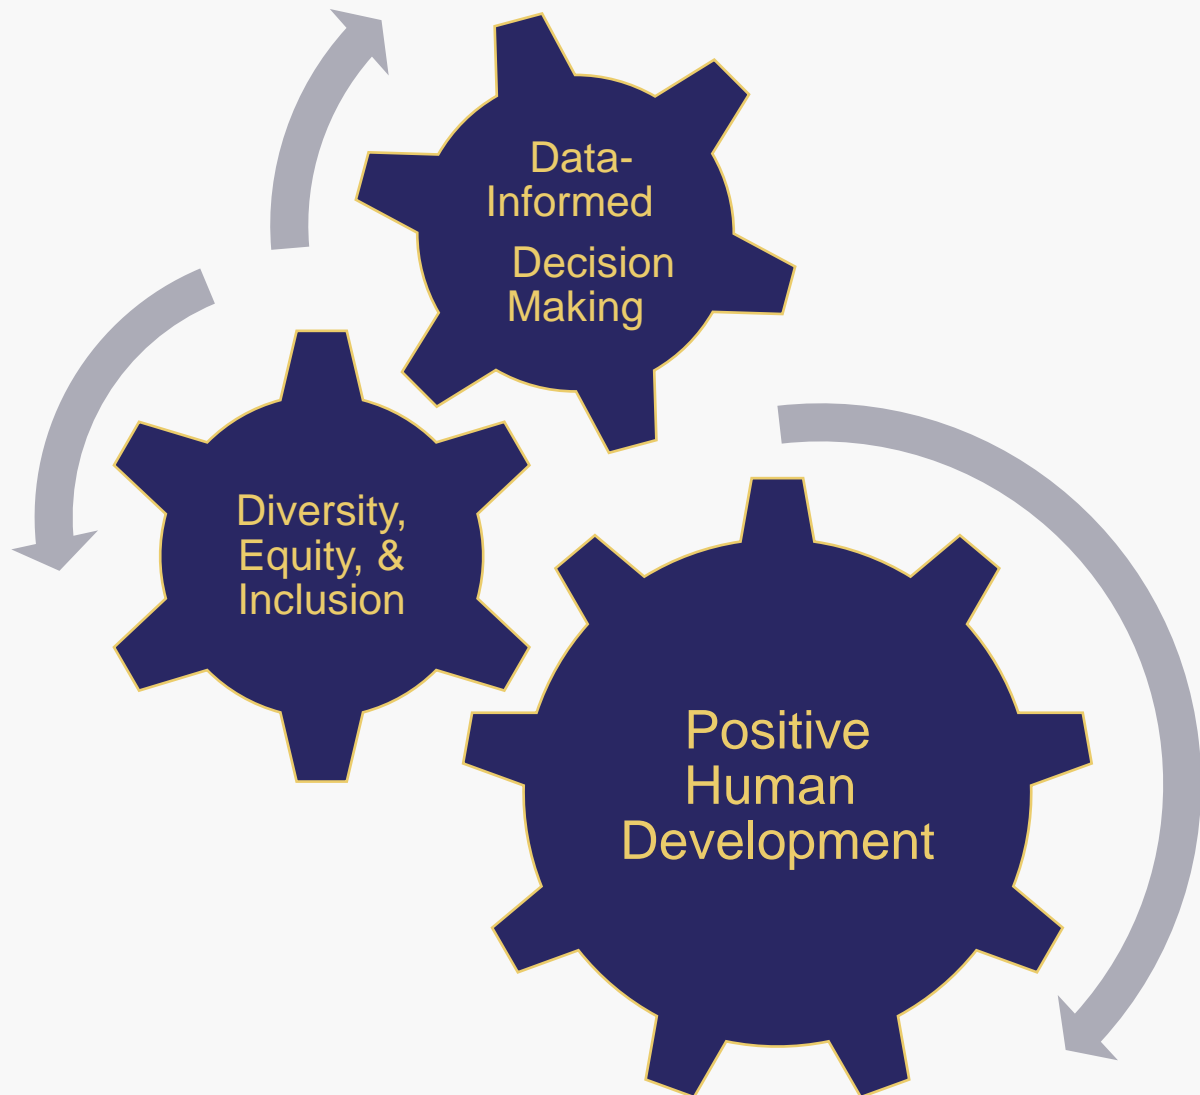 Data-
Informed
Decision
Making
Diversity,
Equity, &
Inclusion
Positive
Human
Development